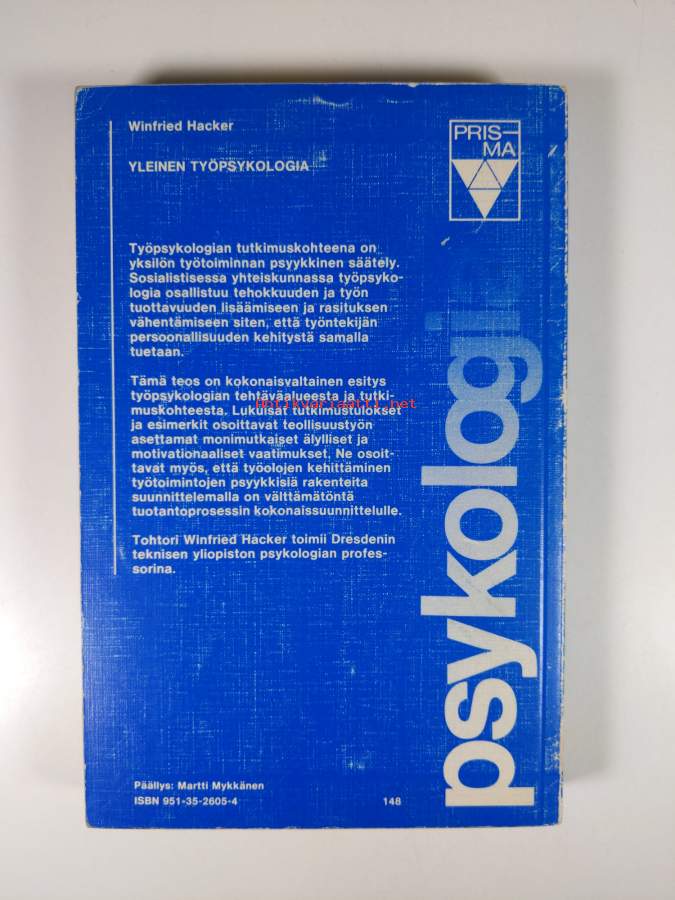 Winfried Hacker
PRIS-
MA
YLEINEN TYÖPSYKOLOGIA
Työpsykologian tutkimuskohteena on
yksilön työtoiminnan psyykkinen säätely.
Sosialistisessa yhteiskunnassa työpsyko-
logia osallistuu tehokkuuden ja työn
tuottavuuden lisäämiseen ja rasituksen
vähentämiseen siten, että työntekijän
persoonallisuuden kehitystä samalla
tuetaan.
Tämä teos on kokonaisvaltainen esitys
työpsykologian tehtäväalueesta ja tutki-
muskohteesta. Lukuisat tutkimustulokset
ja esimerkit osoittavat teollisuustyön
asettamat monimutkaiset älylliset ja
motivationaaliset vaatimukset. Ne osoit-
tavat myös, että työolojen kehittäminen
työtoimintojen psyykkisiä rakenteita
suunnittelemalla on välttämätöntä
tuotantoprosessin kokonaissuunnittelulle.
Tohtori Winfried Hacker toimii Dresdenin
teknisen yliopiston psykologian profes-
sorina.
psykologi
Antikvariaatti.net
Päällys: Martti Mykkänen
ISBN 951-35-2605-4
148